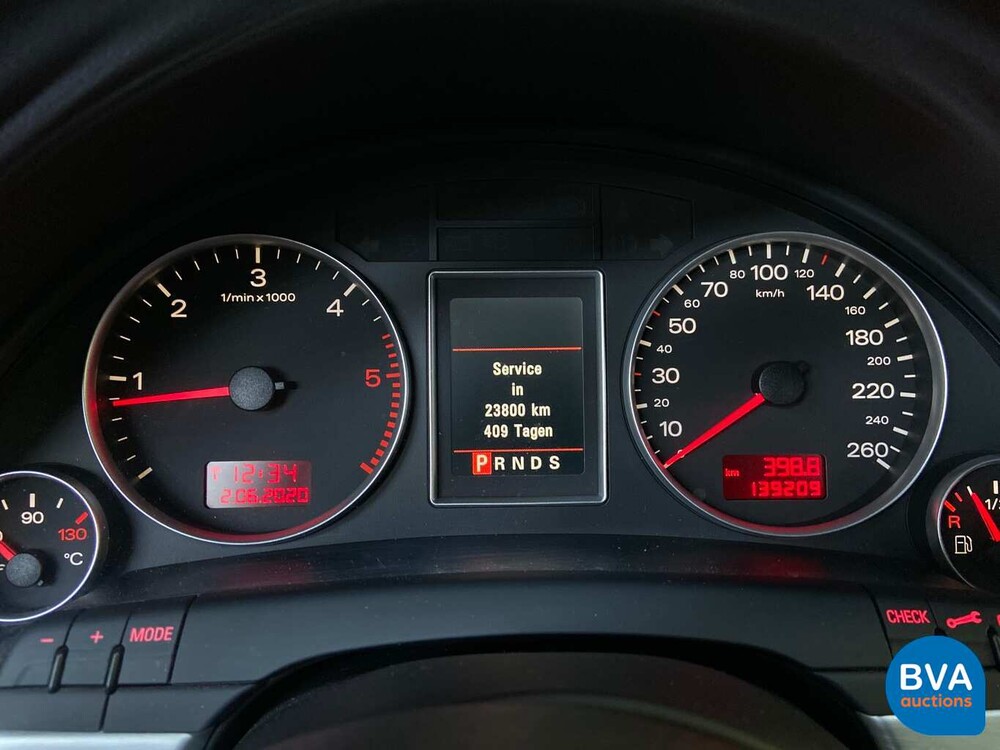 1 2 3 4 5
1/min x 1000
12:34
2.06.2020
Service
in
23800 km
409 Tagen
P R N D S
10 20 30 40 50 60 70 80 100 120 140 160 180 200 220 240 260
km/h
km 398.8
139209
90
130
°C
R
- + MODE
CHECK
BVA
auctions